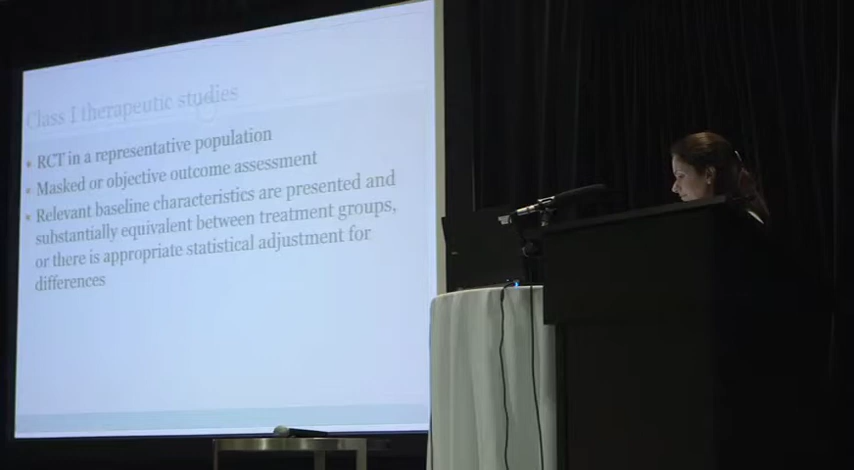 Class I therapeutic studies
RCT in a representative population
Masked or objective outcome assessment
Relevant baseline characteristics are presented and
substantially equivalent between treatment groups,
or there is appropriate statistical adjustment for
differences